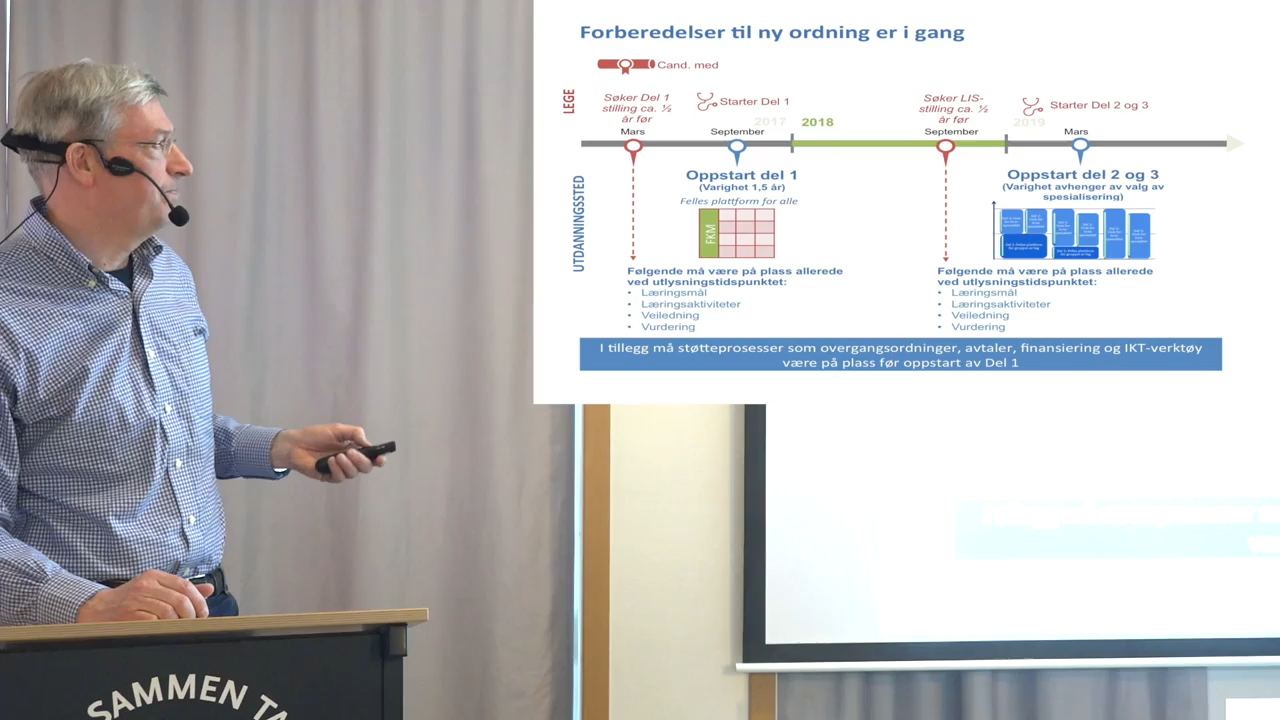 Forberedelser til ny ordning er i gang
Cand. med
LEGE
Søker Del 1
stilling ca. ½
år før
Starter Del 1
Søker LIS-
stilling ca. ½
år før
Starter Del 2 og 3
2017
2018
2019
Mars
September
September
Mars
UTDANNINGSSTED
Oppstart del 1
(Varighet 1,5 år)
Felles plattform for alle
FKM
Oppstart del 2 og 3
(Varighet avhenger av valg av
spesialisering)
Følgende må være på plass allerede
ved utlysningstidspunktet:
• Læringsmål
• Læringsaktiviteter
• Veiledning
• Vurdering
Følgende må være på plass allerede
ved utlysningstidspunktet:
• Læringsmål
• Læringsaktiviteter
• Veiledning
• Vurdering
I tillegg må støtteprosesser som overgangsordninger, avtaler, finansiering og IKT-verktøy
være på plass før oppstart av Del 1
SAMMEN